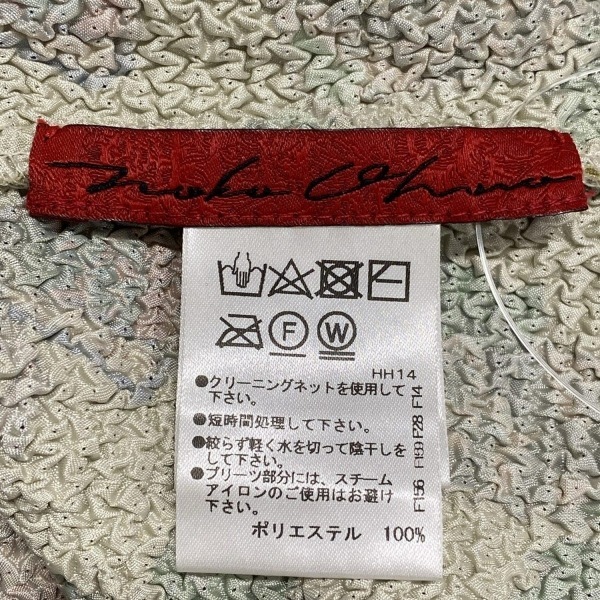 Noko Ohno
F
W
HH14
●クリーニングネットを使用して
下さい。
●短時間処理して下さい。
●絞らず軽く水を切って陰干しを
して下さい。
●プリーツ部分には、スチーム
アイロンのご使用はお避け
下さい。
ポリエステル 100%
F156 F169 F28 F14